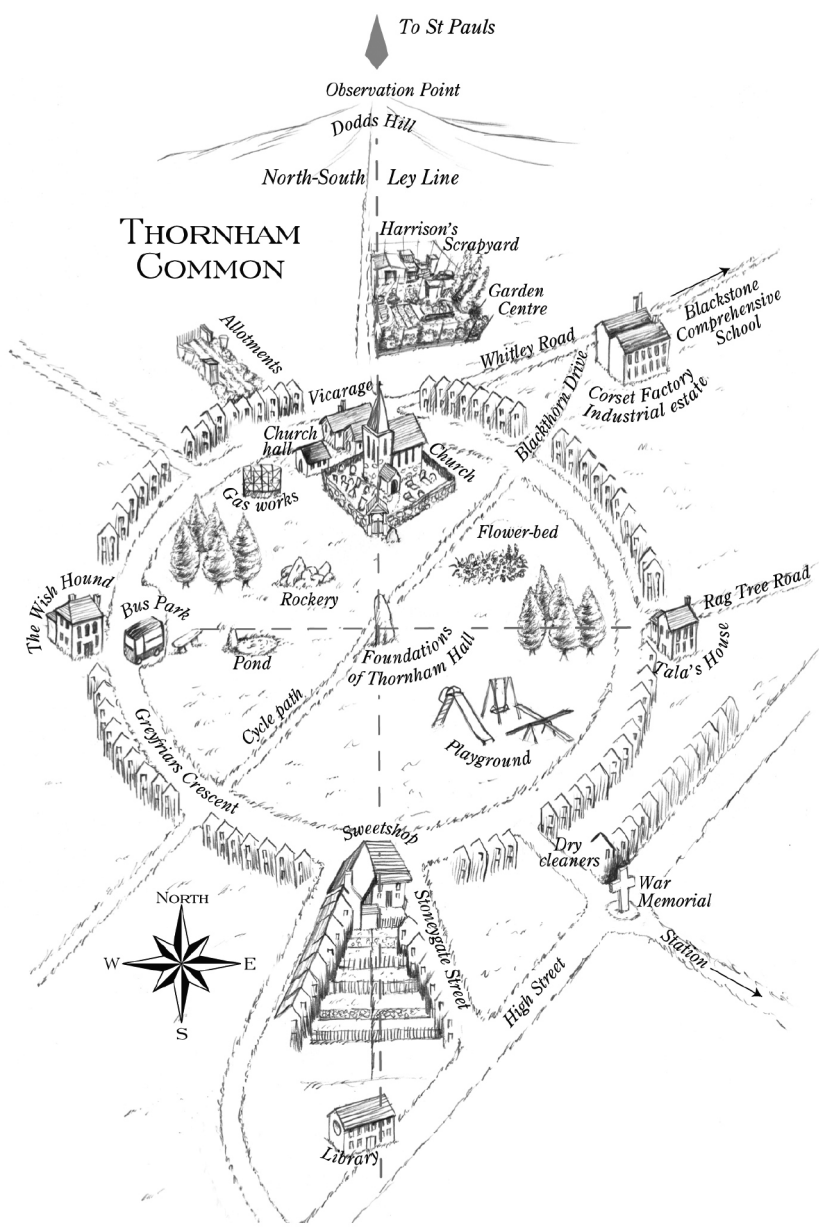 To St Pauls
Observation Point
Dodds Hill
North-South Ley Line
THORNHAM
COMMON
Harrison's
Scrapyard
Garden
Centre
Allotments
Whitley Road
Blackstone
Comprehensive
School
Vicarage
Blackthorn Drive
Corset Factory
Industrial estate
Church
hall
Church
Gas works
Flower-bed
The Wish Hound
Bus Park
Rockery
Rag Tree Road
Pond
Foundations
of Thornham Hall
Tala's House
Cycle path
Playground
Greyfriars Crescent
Sweetshop
Dry
cleaners
War
Memorial
NORTH
W
E
S
Stoneygate Street
Station
High Street
Library